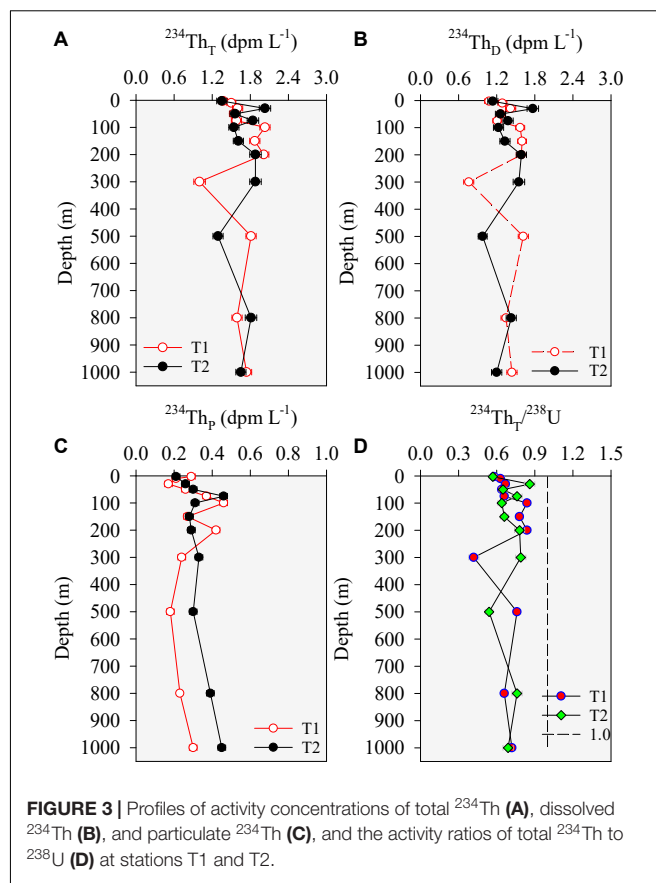 A
²³⁴Th_T (dpm L⁻¹)
0.0 0.6 1.2 1.8 2.4 3.0
Depth (m)
0
100
200
300
400
500
600
700
800
900
1000
T1
T2
B
²³⁴Th_D (dpm L⁻¹)
0.0 0.6 1.2 1.8 2.4 3.0
Depth (m)
0
100
200
300
400
500
600
700
800
900
1000
T1
T2
C
²³⁴Th_P (dpm L⁻¹)
0.0 0.2 0.4 0.6 0.8 1.0
Depth (m)
0
100
200
300
400
500
600
700
800
900
1000
T1
T2
D
²³⁴Th_T/²³⁸U
0.0 0.3 0.6 0.9 1.2 1.5
Depth (m)
0
100
200
300
400
500
600
700
800
900
1000
T1
T2
1.0
FIGURE 3 | Profiles of activity concentrations of total ²³⁴Th (A), dissolved
²³⁴Th (B), and particulate ²³⁴Th (C), and the activity ratios of total ²³⁴Th to
²³⁸U (D) at stations T1 and T2.